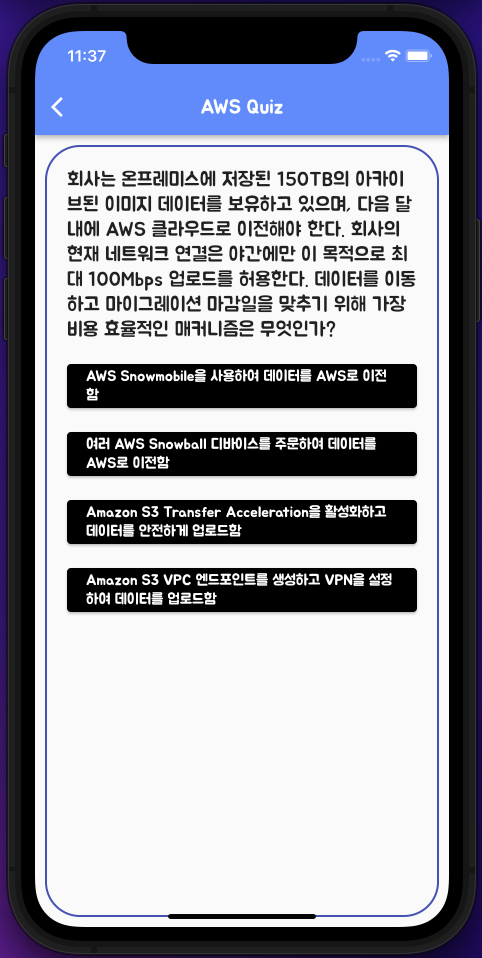 11:37
AWS Quiz
회사는 온프레미스에 저장된 150TB의 아카이
브된 이미지 데이터를 보유하고 있으며, 다음 달
내에 AWS 클라우드로 이전해야 한다. 회사의
현재 네트워크 연결은 야간에만 이 목적으로 최
대 100Mbps 업로드를 허용한다. 데이터를 이동
하고 마이그레이션 마감일을 맞추기 위해 가장
비용 효율적인 매커니즘은 무엇인가?
AWS Snowmobile을 사용하여 데이터를 AWS로 이전
함
여러 AWS Snowball 디바이스를 주문하여 데이터를
AWS로 이전함
Amazon S3 Transfer Acceleration을 활성화하고
데이터를 안전하게 업로드함
Amazon S3 VPC 엔드포인트를 생성하고 VPN을 설정
하여 데이터를 업로드함